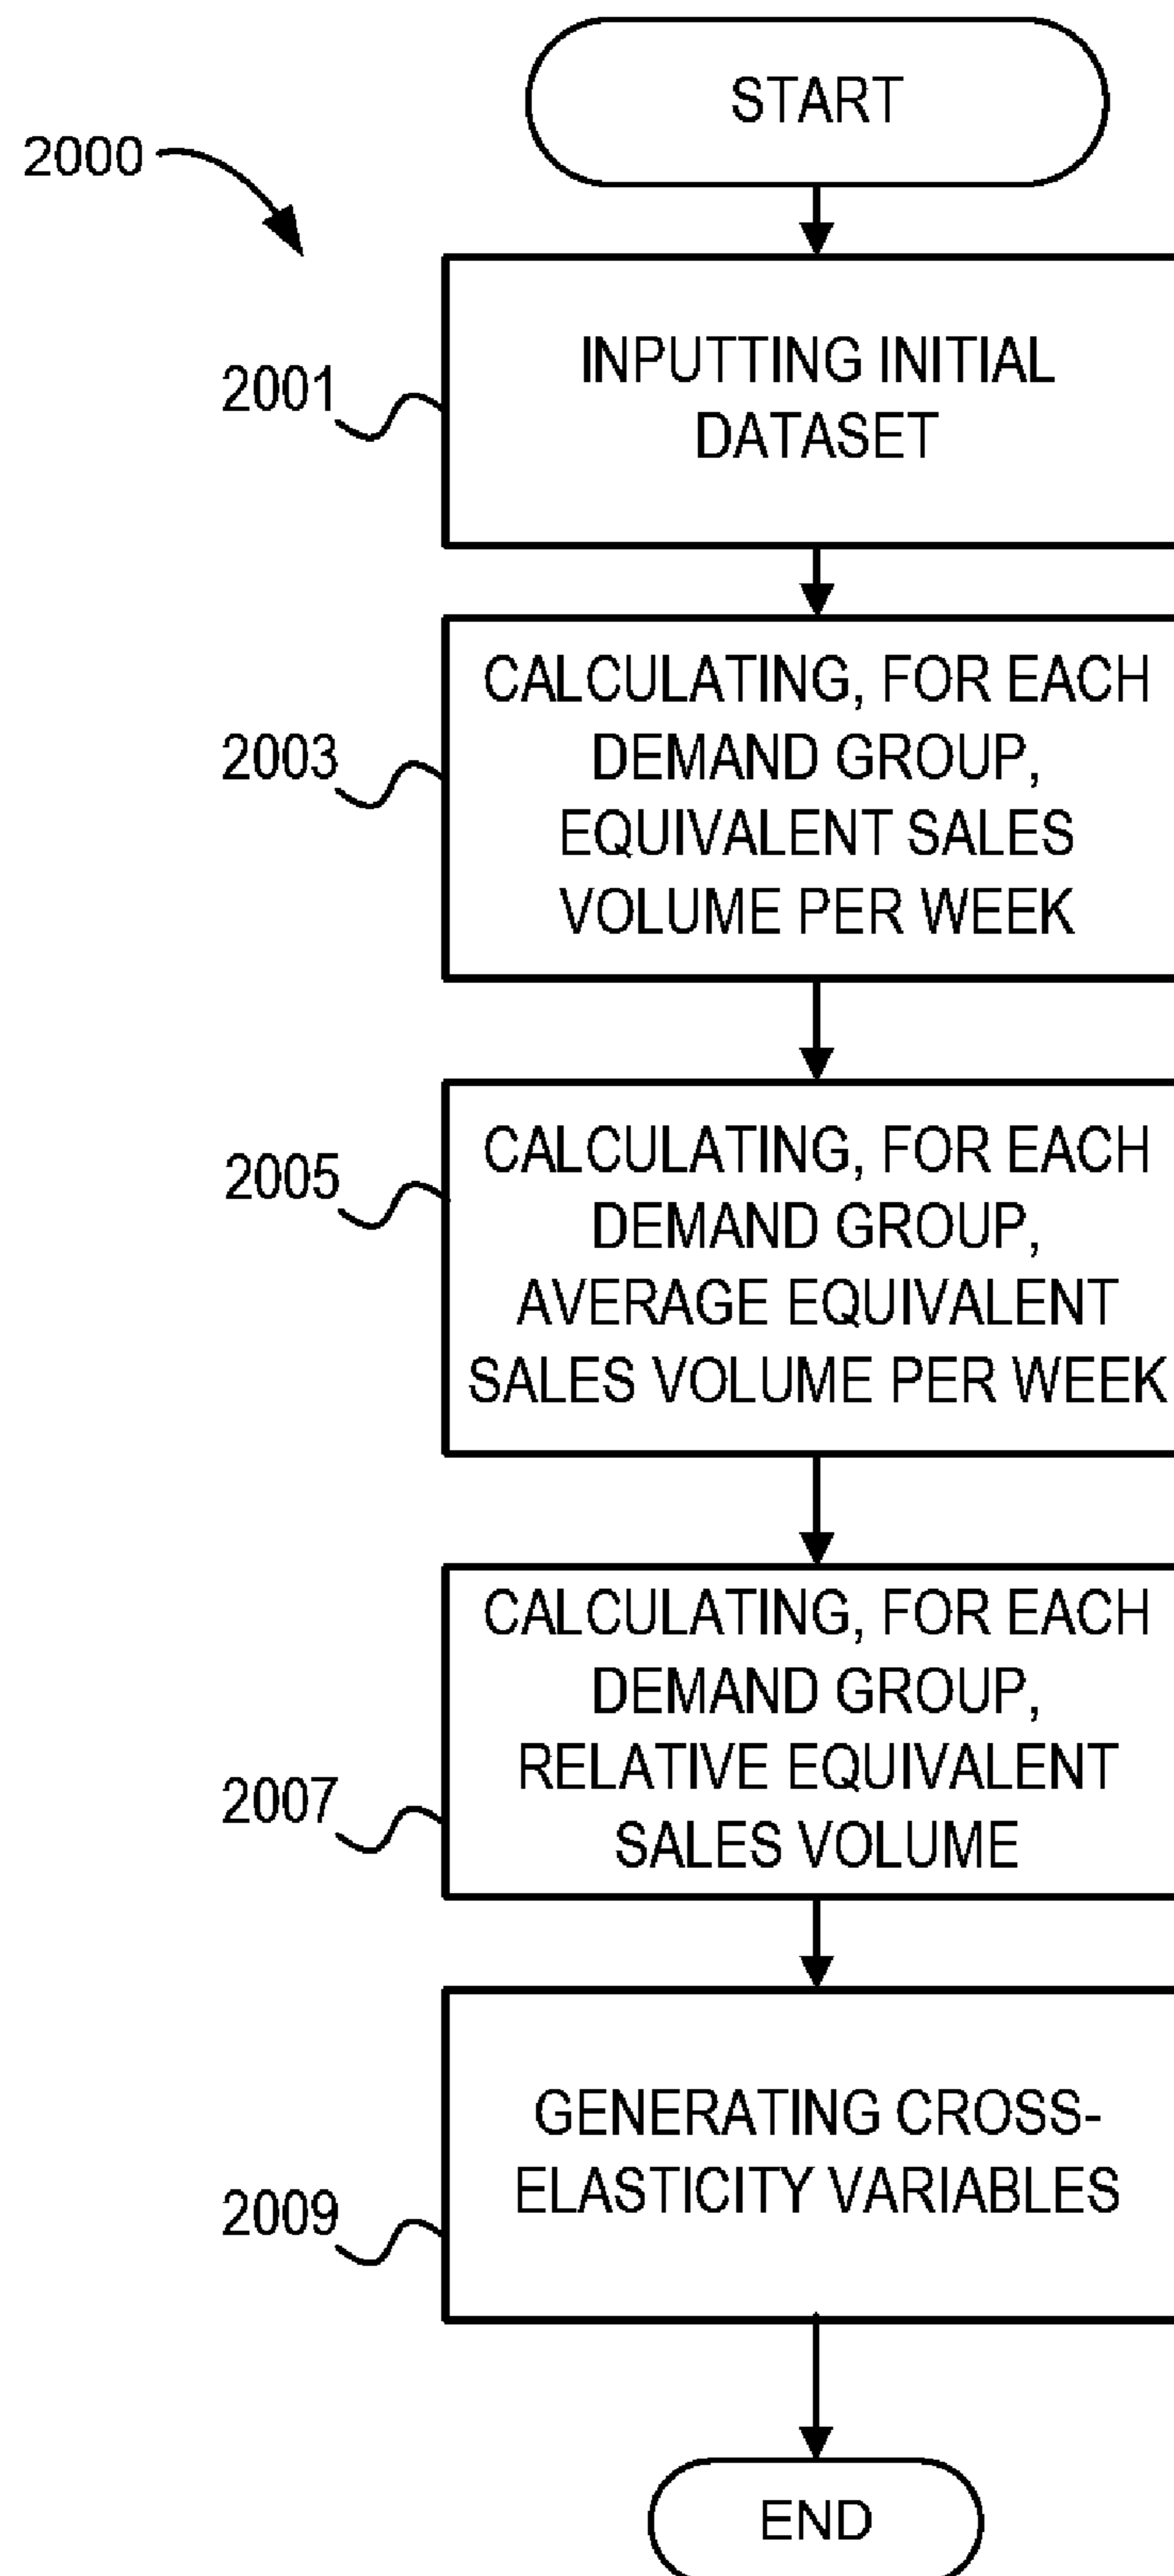 START
2000
2001
INPUTTING INITIAL
DATASET
2003
CALCULATING, FOR EACH
DEMAND GROUP,
EQUIVALENT SALES
VOLUME PER WEEK
2005
CALCULATING, FOR EACH
DEMAND GROUP,
AVERAGE EQUIVALENT
SALES VOLUME PER WEEK
2007
CALCULATING, FOR EACH
DEMAND GROUP,
RELATIVE EQUIVALENT
SALES VOLUME
2009
GENERATING CROSS-
ELASTICITY VARIABLES
END